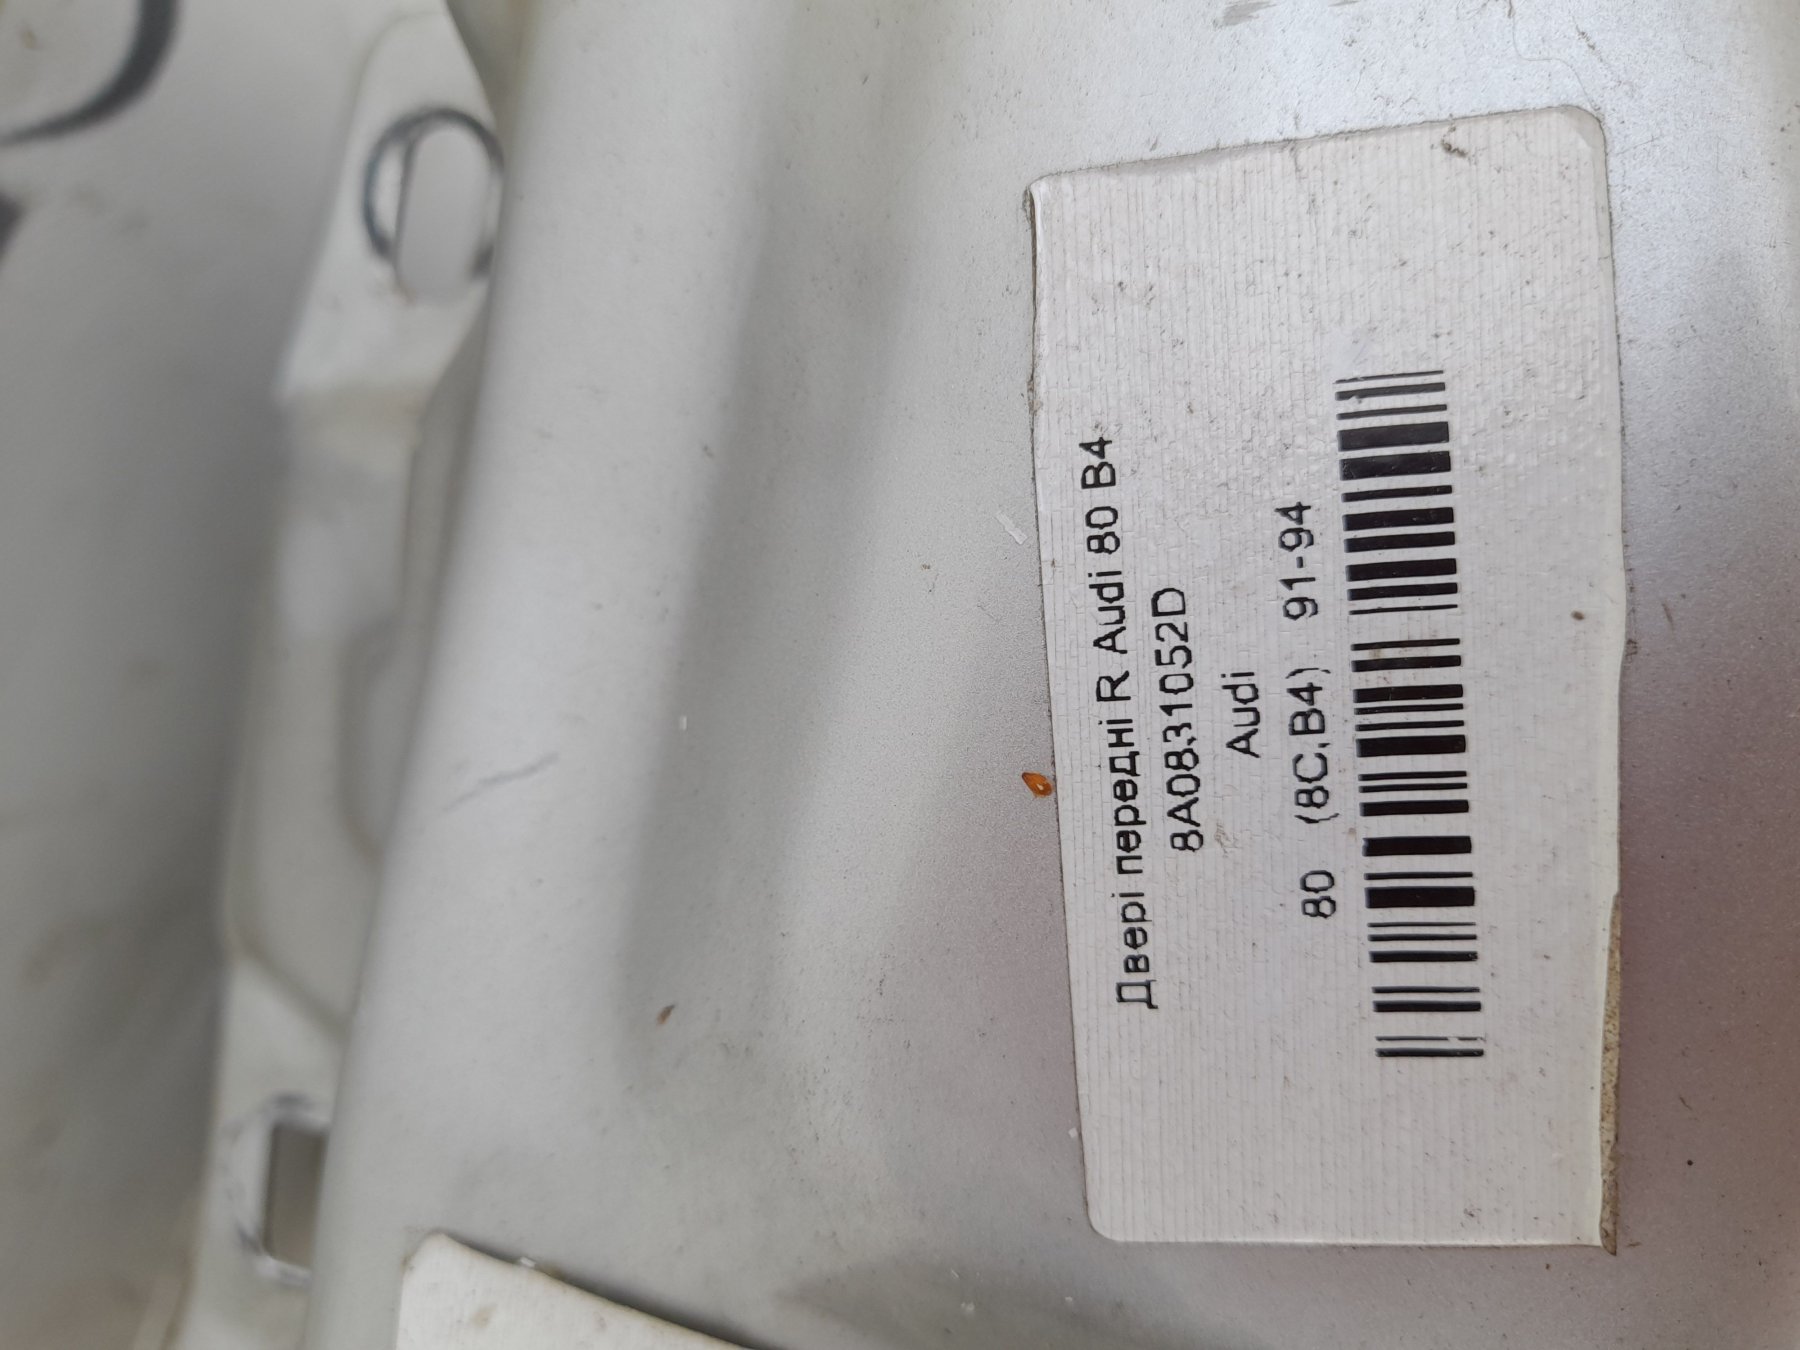 Двері передні R Audi 80 B4
8A0831052D
Audi
80 (8C,B4) 91-94